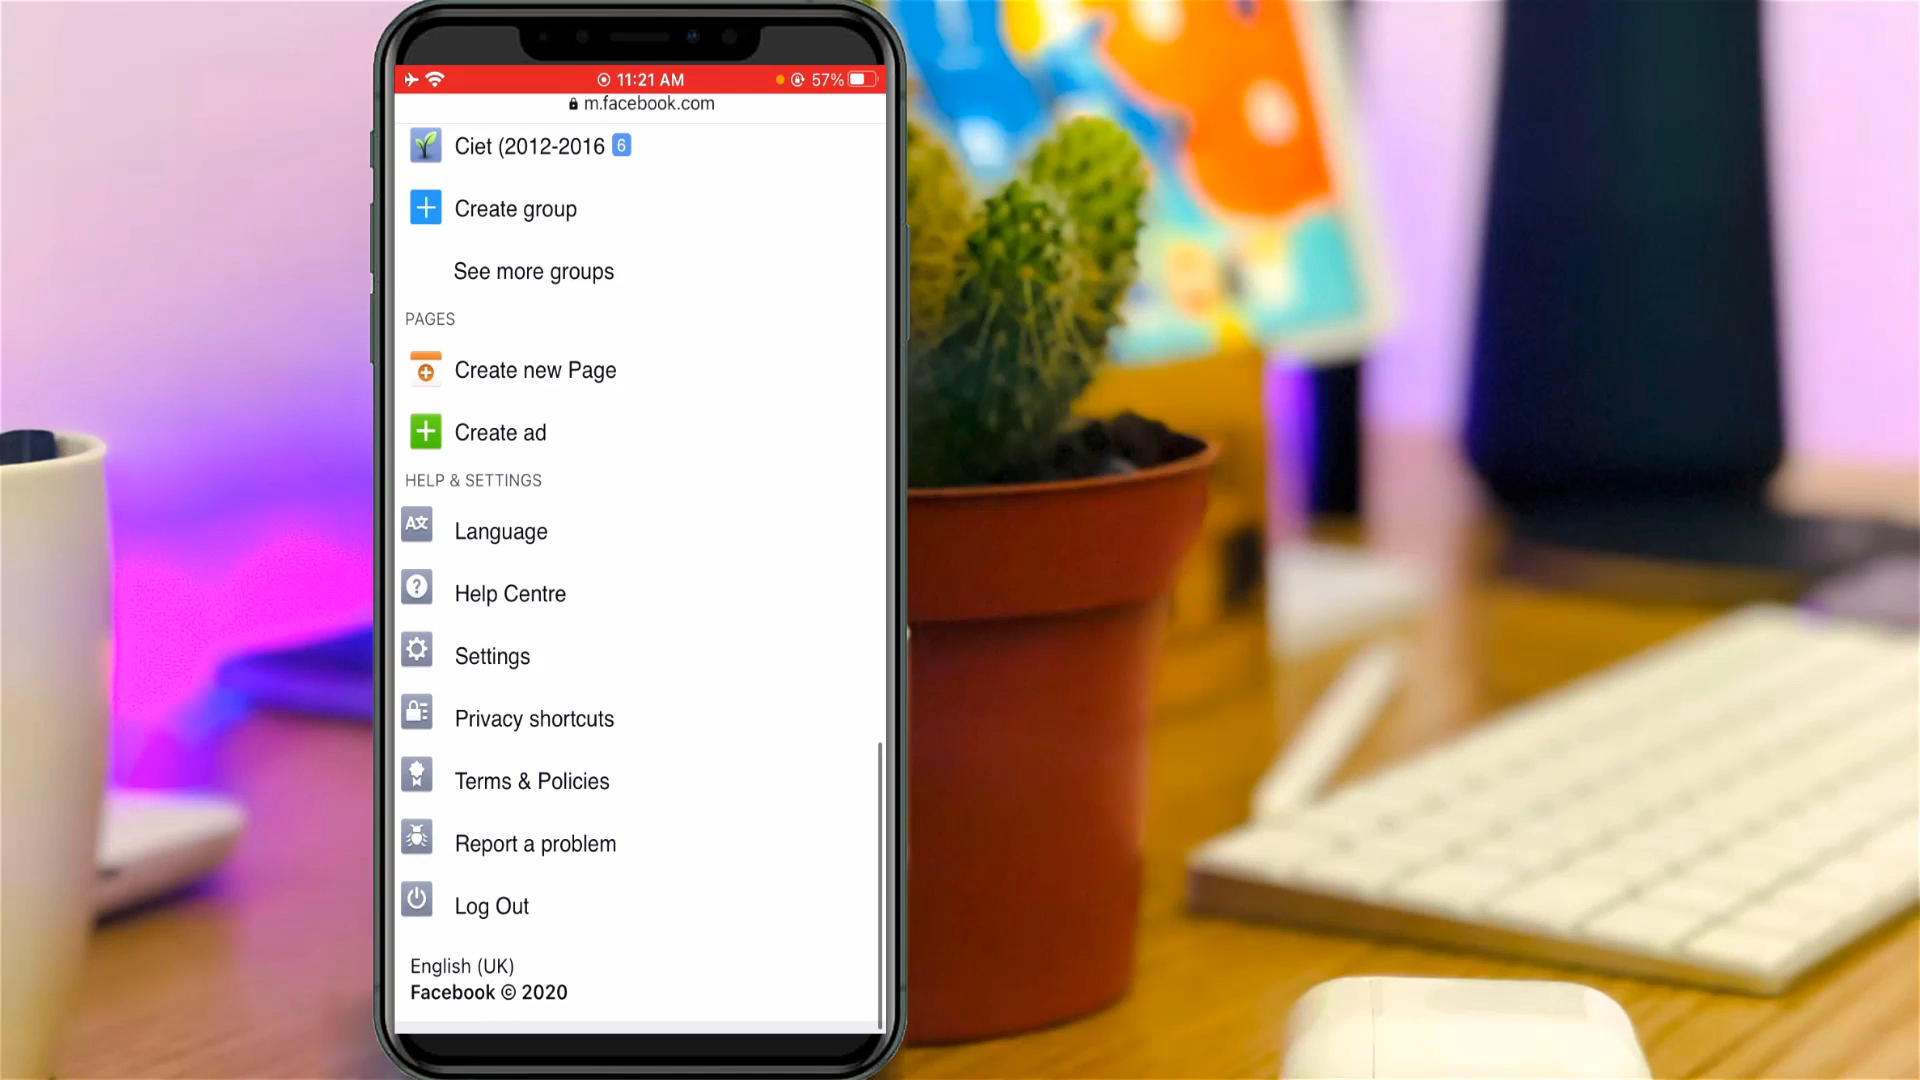 11:21 AM
57%
m.facebook.com
Ciet (2012-2016 6
Create group
See more groups
PAGES
Create new Page
Create ad
HELP & SETTINGS
Language
Help Centre
Settings
Privacy shortcuts
Terms & Policies
Report a problem
Log Out
English (UK)
Facebook © 2020